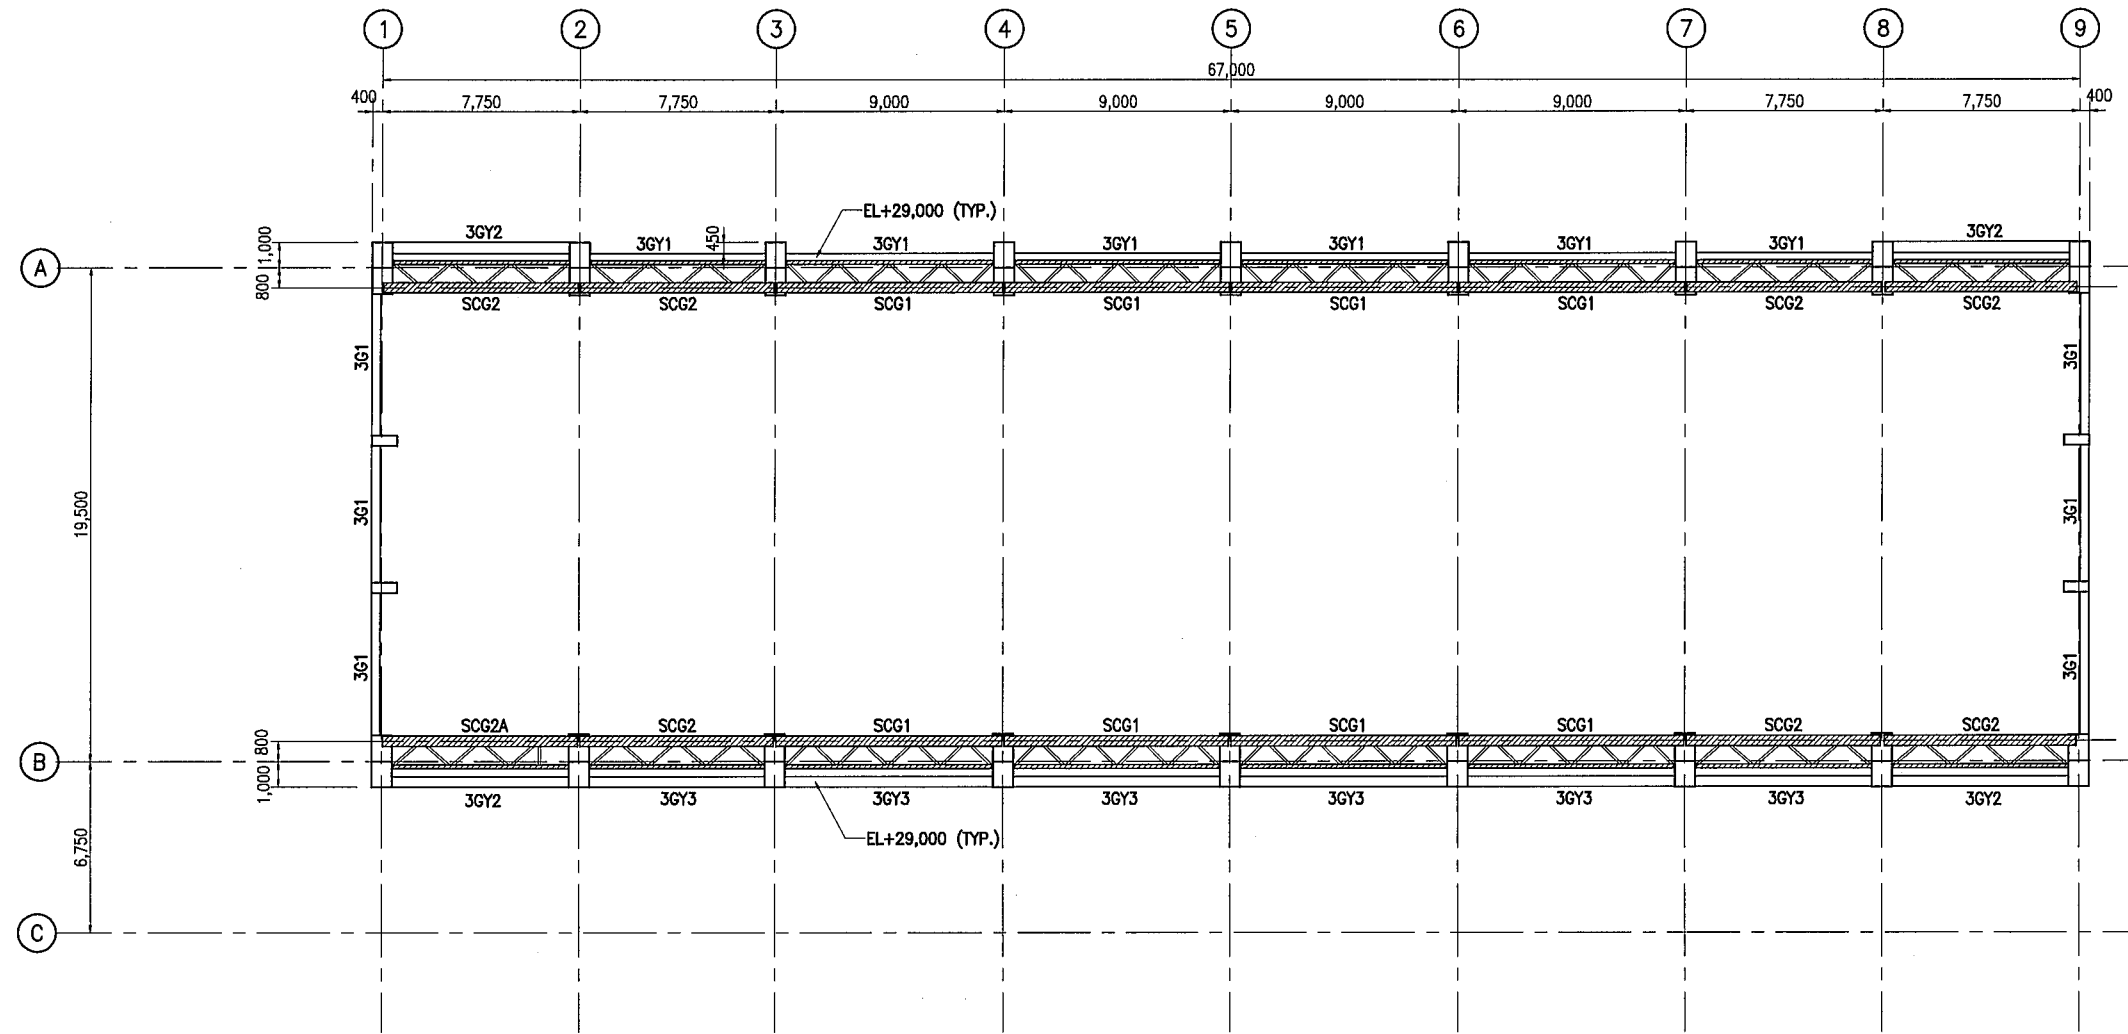 1 2 3 4 5 6 7 8 9
67,000
400 7,750 7,750 9,000 9,000 9,000 9,000 7,750 7,750 400
EL+29,000 (TYP.)
3GY2 3GY1 450 3GY1 3GY1 3GY1 3GY1 3GY1 3GY2
1,000
A
800
SCG2 SCG2 SCG1 SCG1 SCG1 SCG1 SCG2 SCG2
3G1 3G1
19,500
3G1 3G1
3G1 3G1
SCG2A SCG2 SCG1 SCG1 SCG1 SCG1 SCG2 SCG2
800
B
1,000
3GY2 3GY3 3GY3 3GY3 3GY3 3GY3 3GY3 3GY2
EL+29,000 (TYP.)
6,750
C